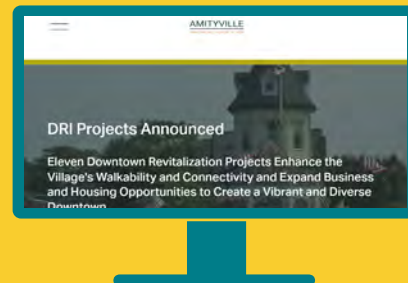 AMITYVILLE
DRI Projects Announced
Eleven Downtown Revitalization Projects Enhance the
Village's Walkability and Connectivity and Expand Business
and Housing Opportunities to Create a Vibrant and Diverse
Downtown